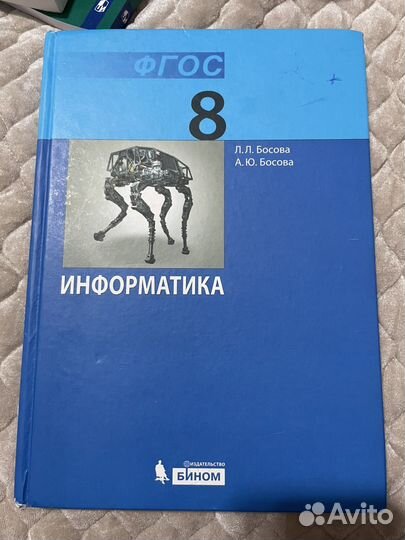 ФГОС
8
Л.Л. Босова
А.Ю. Босова
ИНФОРМАТИКА
ИЗДАТЕЛЬСТВО
БИНОМ
Avito